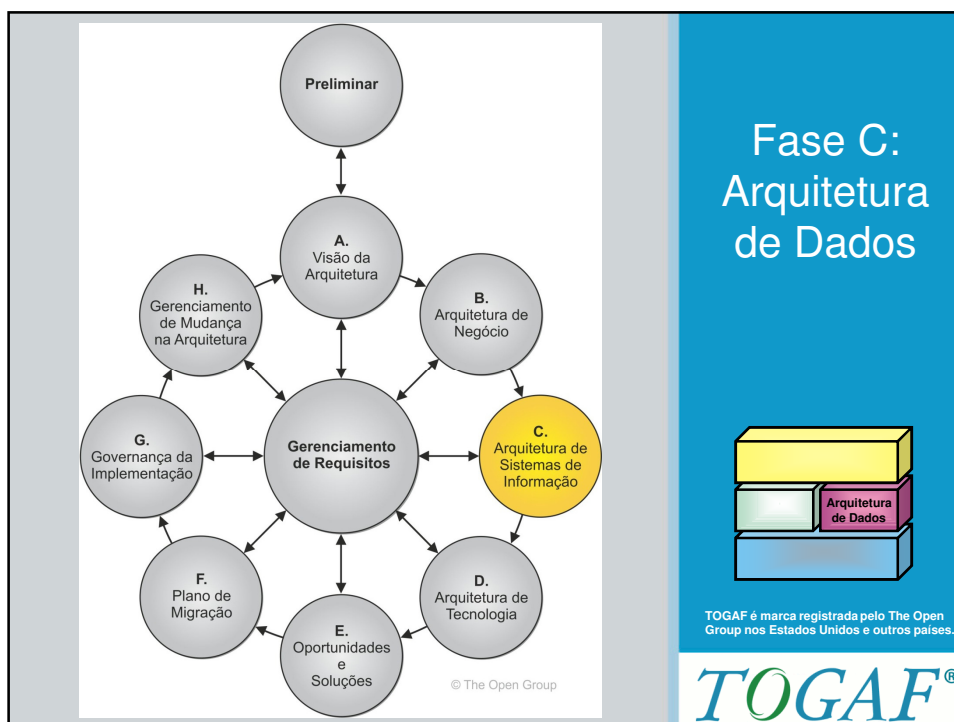 Preliminar
A.
Visão da
Arquitetura
B.
Arquitetura de
Negócio
C.
Arquitetura de
Sistemas de
Informação
D.
Arquitetura de
Tecnologia
E.
Oportunidades
e
Soluções
F.
Plano de
Migração
G.
Governança da
Implementação
H.
Gerenciamento
de Mudança
na Arquitetura
Gerenciamento
de Requisitos
© The Open Group
Fase C:
Arquitetura
de Dados
Arquitetura
de Dados
TOGAF é marca registrada pelo The Open
Group nos Estados Unidos e outros países.
TOGAF®